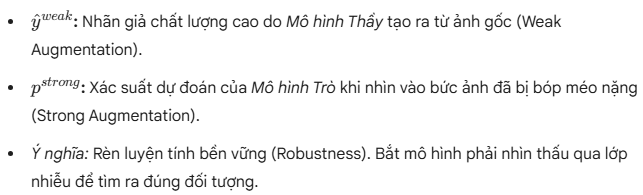 • ŷ^weak: Nhãn giả chất lượng cao do Mô hình Thầy tạo ra từ ảnh gốc (Weak
Augmentation).
• p^strong: Xác suất dự đoán của Mô hình Trò khi nhìn vào bức ảnh đã bị bóp méo nặng
(Strong Augmentation).
• Ý nghĩa: Rèn luyện tính bền vững (Robustness). Bắt mô hình phải nhìn thấu qua lớp
nhiễu để tìm ra đúng đối tượng.